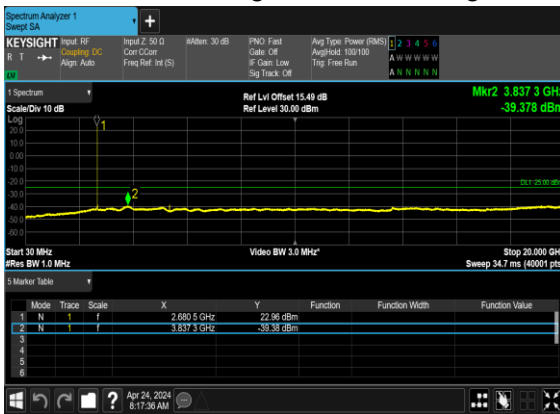 Spectrum Analyzer 1
Swept SA
KEYSIGHT Input: RF Input Z: 50 Ω #Atten: 30 dB PNO: Fast Avg Type: Power (RMS) 1 2 3 4 5 6
R T Coupling: DC Corr CCorr Gate: Off Avg|Hold: 100/100 A W W W W W
Align: Auto Freq Ref: Int (S) IF Gain: Low Trig: Free Run
LV Sig Track: Off A N N N N N
1 Spectrum Ref Lvl Offset 15.49 dB Mkr2 3.837 3 GHz
Scale/Div 10 dB Ref Level 30.00 dBm -39.378 dBm
Log
20.0
10.0
0.00
-10.0
-20.0
-30.0
-40.0
-50.0
-60.0
1
2
DL1 -25.00 dBm
Start 30 MHz Video BW 3.0 MHz* Stop 20.000 GH
#Res BW 1.0 MHz Sweep 34.7 ms (40001 pts
5 Marker Table
Mode Trace Scale X Y Function Function Width Function Value
1 N 1 f 2.680 5 GHz 22.96 dBm
2 N 1 f 3.837 3 GHz -39.38 dBm
3
4
5
6
? Apr 24, 2024
8:17:36 AM